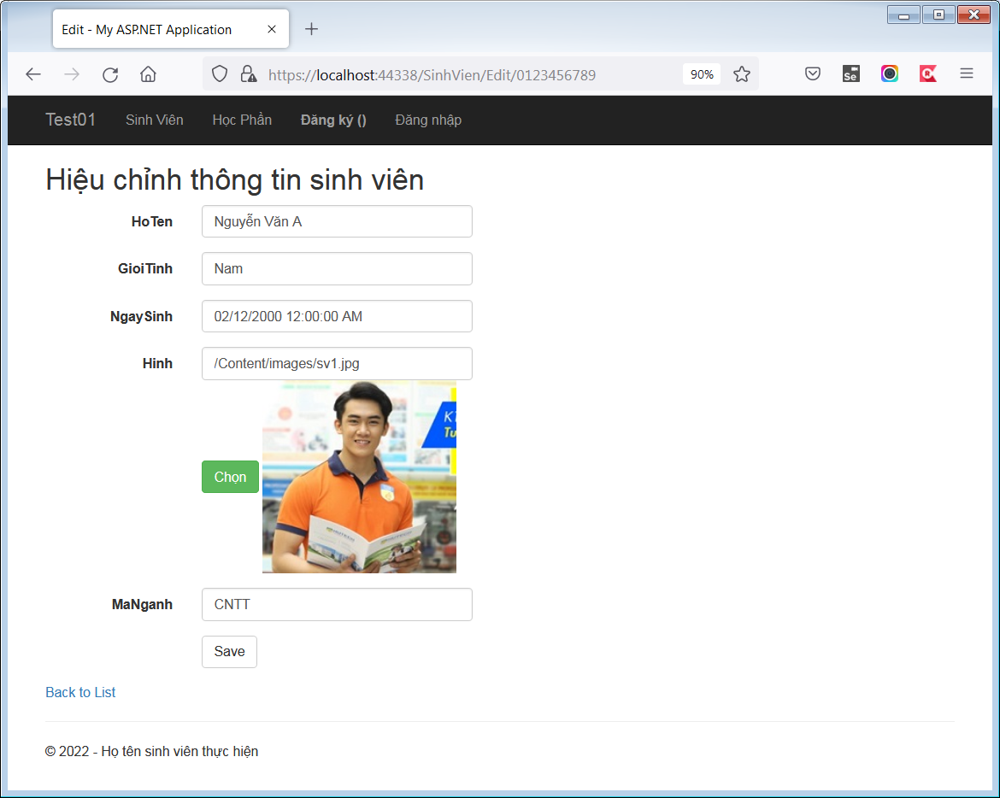 Edit - My ASP.NET Application
https://localhost:44338/SinhVien/Edit/0123456789
90%
Se
Test01 Sinh Viên Học Phần Đăng ký () Đăng nhập
Hiệu chỉnh thông tin sinh viên
HoTen Nguyễn Văn A
GioiTinh Nam
NgaySinh 02/12/2000 12:00:00 AM
Hinh /Content/images/sv1.jpg
Chọn
MaNganh CNTT
Save
Back to List
© 2022 - Họ tên sinh viên thực hiện